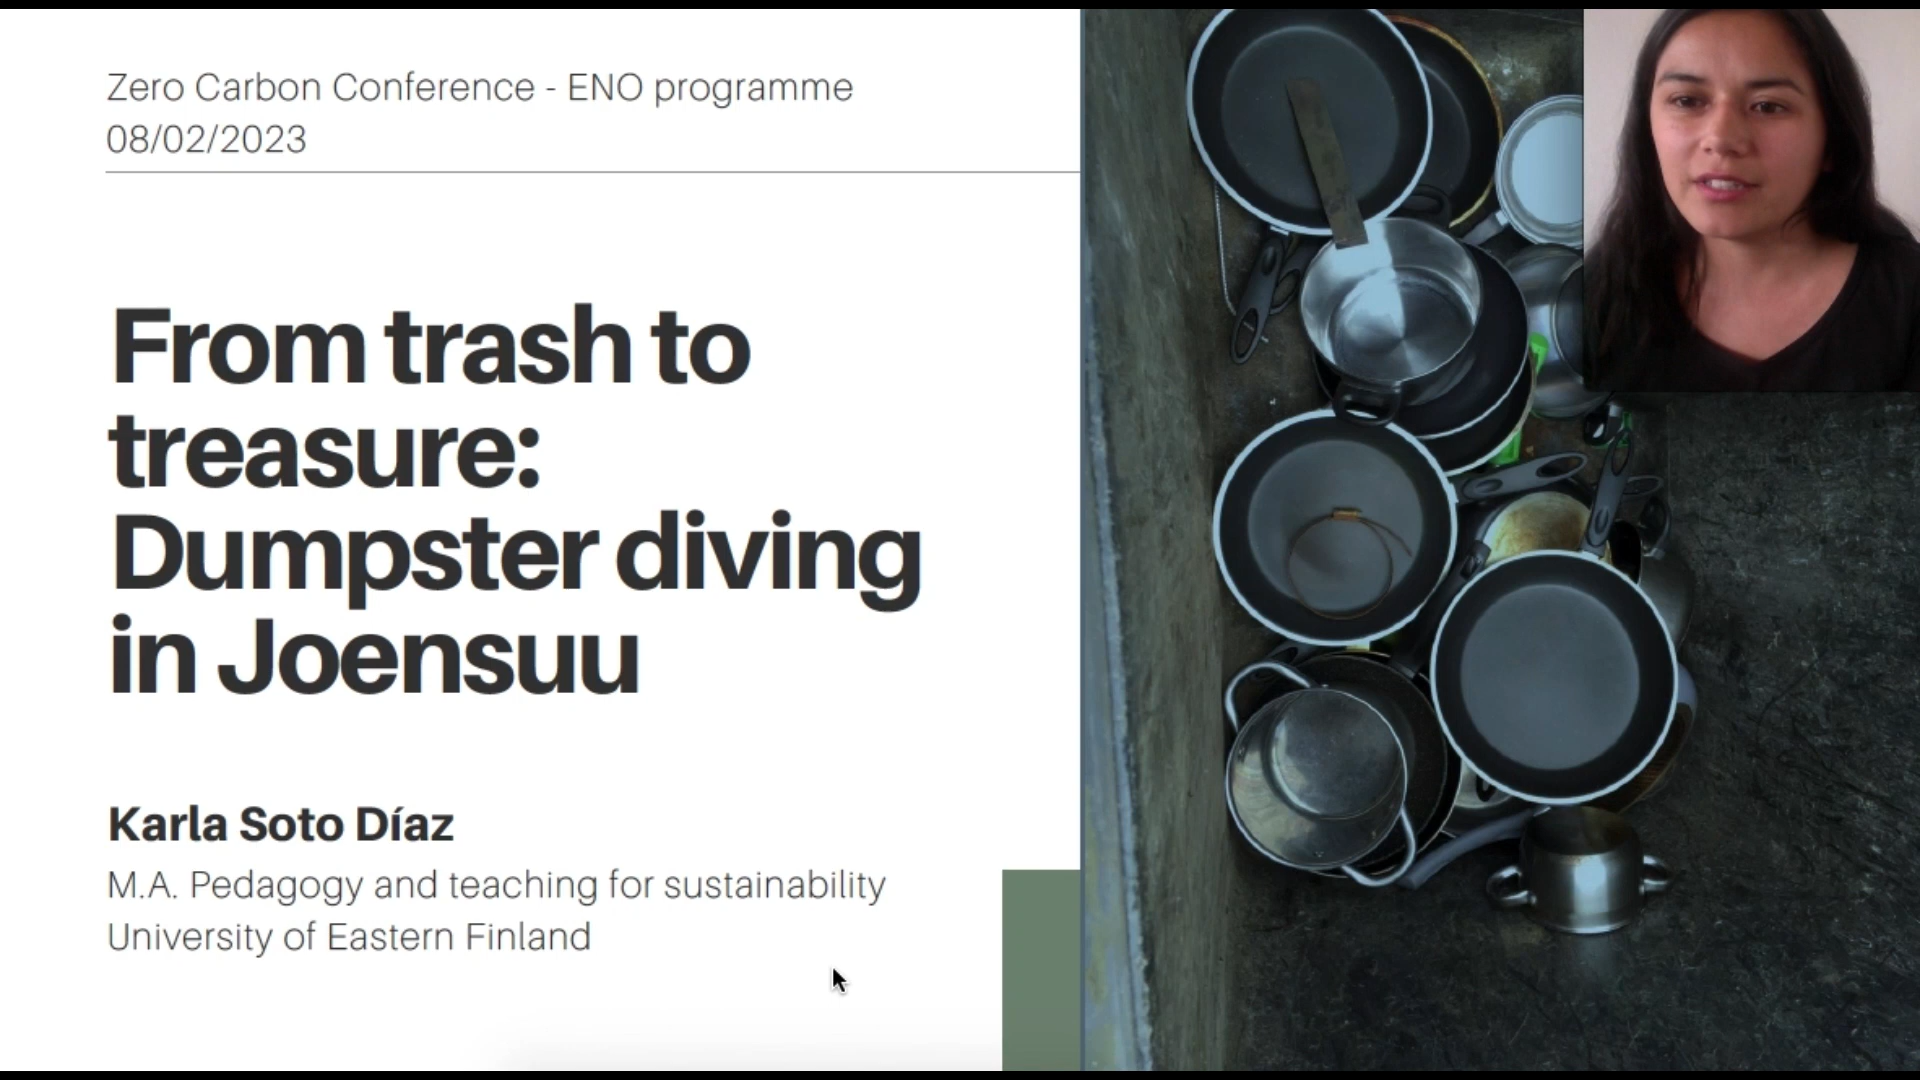 Zero Carbon Conference - ENO programme
08/02/2023
From trash to
treasure:
Dumpster diving
in Joensuu
Karla Soto Díaz
M.A. Pedagogy and teaching for sustainability
University of Eastern Finland